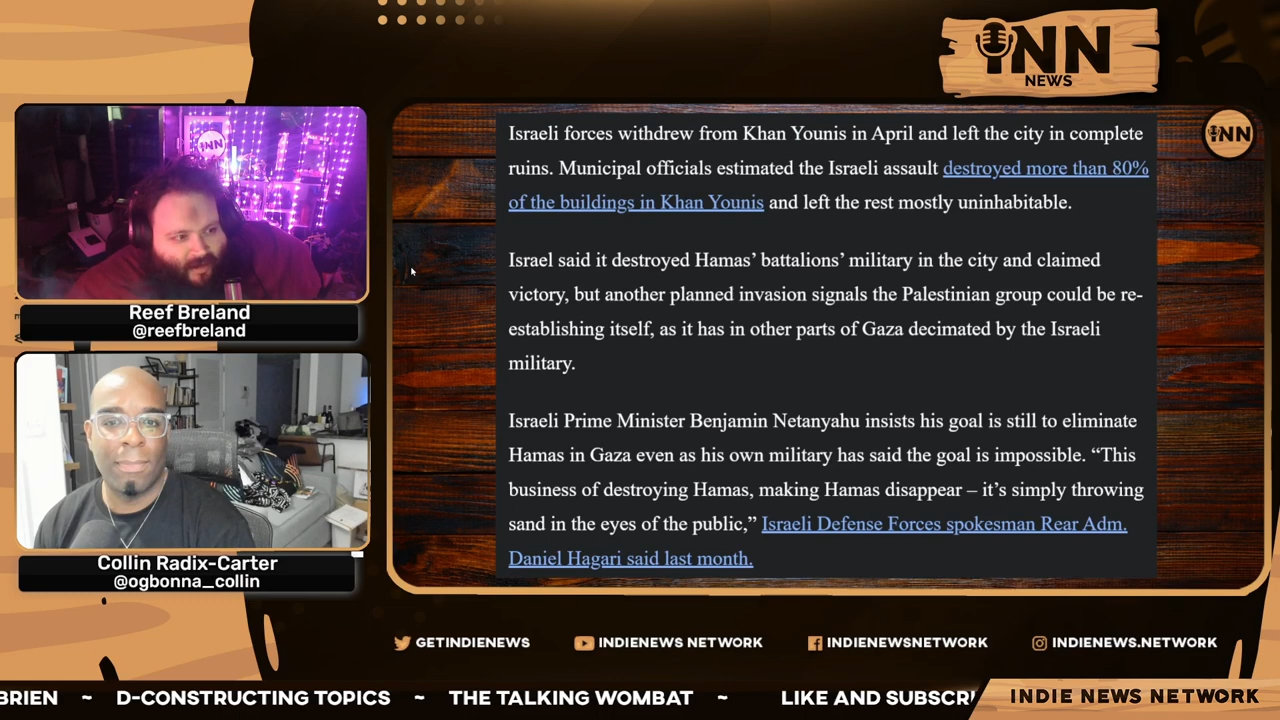 INN
NEWS
INN
INN
Israeli forces withdrew from Khan Younis in April and left the city in complete
ruins. Municipal officials estimated the Israeli assault destroyed more than 80%
of the buildings in Khan Younis and left the rest mostly uninhabitable.
Israel said it destroyed Hamas’ battalions’ military in the city and claimed
victory, but another planned invasion signals the Palestinian group could be re-
establishing itself, as it has in other parts of Gaza decimated by the Israeli
military.
Israeli Prime Minister Benjamin Netanyahu insists his goal is still to eliminate
Hamas in Gaza even as his own military has said the goal is impossible. “This
business of destroying Hamas, making Hamas disappear – it’s simply throwing
sand in the eyes of the public,” Israeli Defense Forces spokesman Rear Adm.
Daniel Hagari said last month.
Reef Breland
@reefbreland
Collin Radix-Carter
@ogbonna_collin
GETINDIENEWS
INDIENEWS NETWORK
INDIENEWSNETWORK
INDIENEWS.NETWORK
BRIEN ~ D-CONSTRUCTING TOPICS ~ THE TALKING WOMBAT ~ LIKE AND SUBSCRI
INDIE NEWS NETWORK